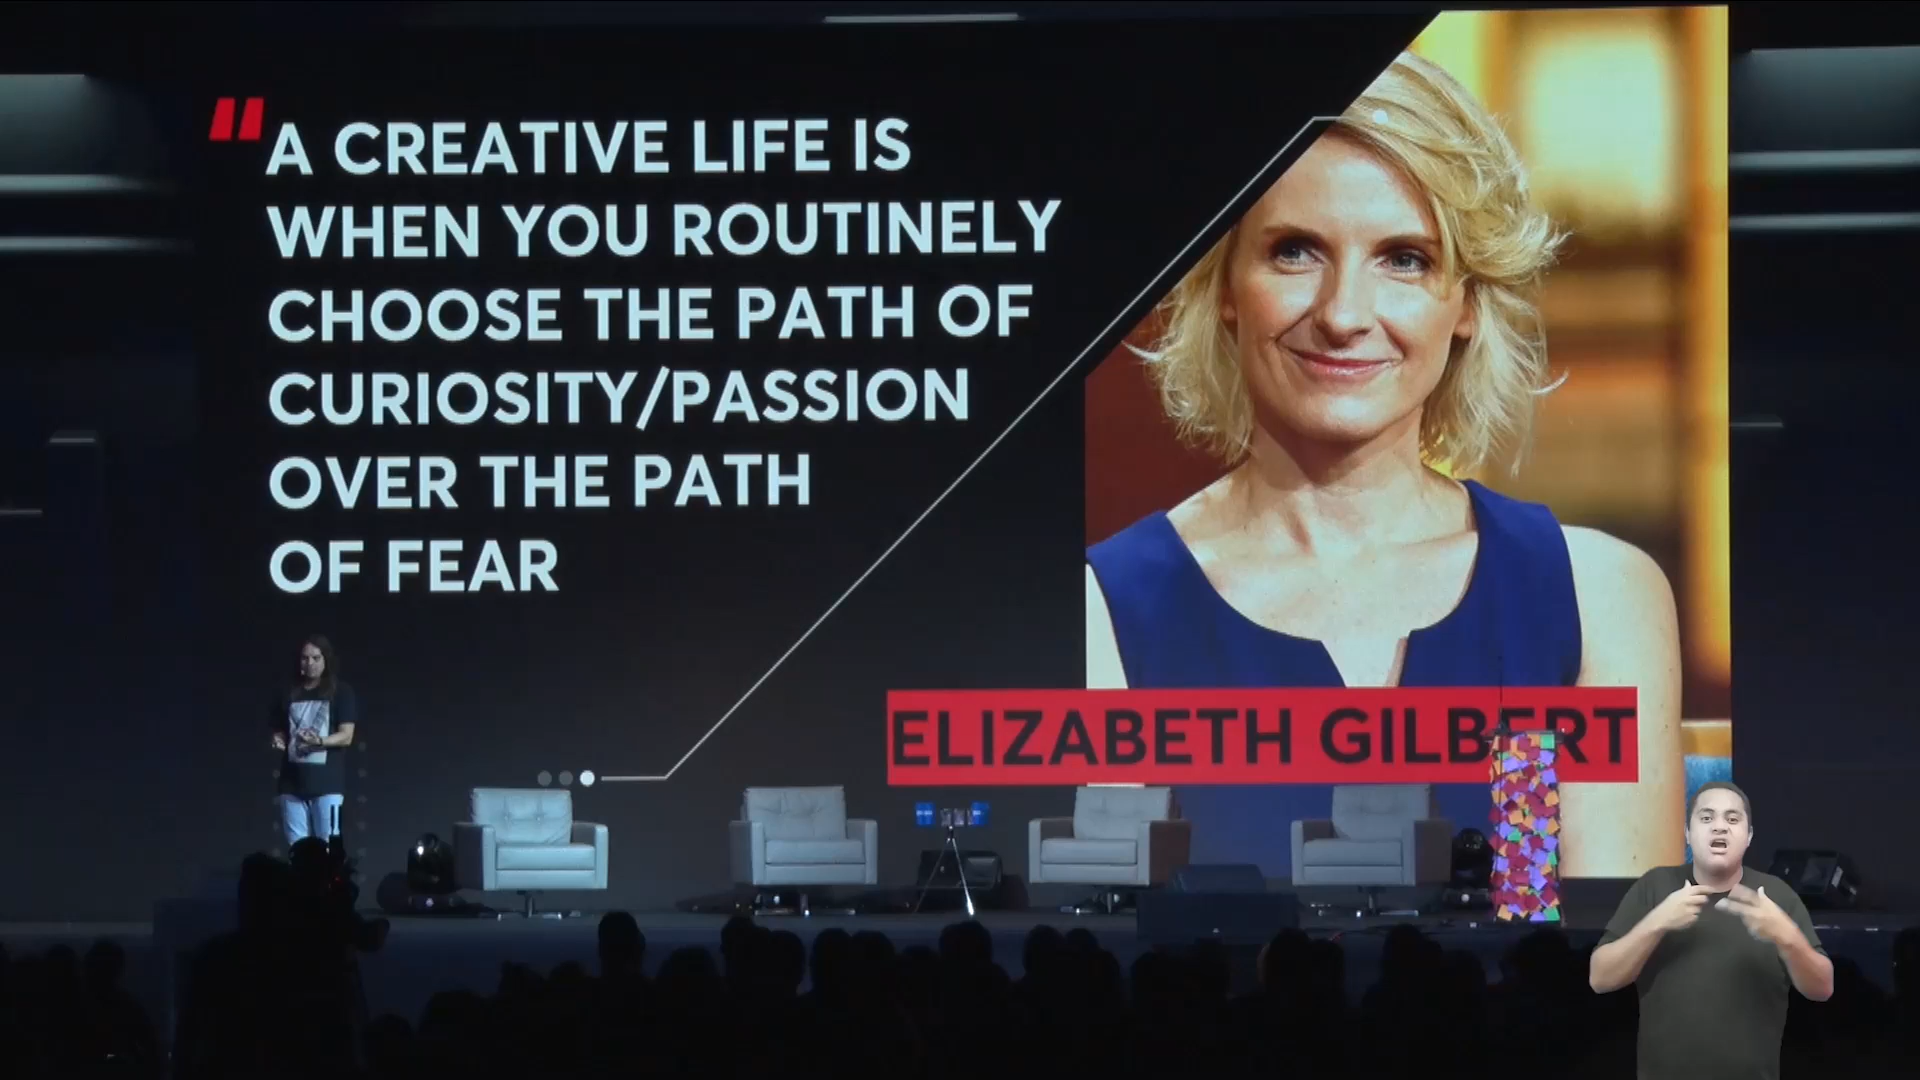 "A CREATIVE LIFE IS
WHEN YOU ROUTINELY
CHOOSE THE PATH OF
CURIOSITY/PASSION
OVER THE PATH
OF FEAR
ELIZABETH GILBERT